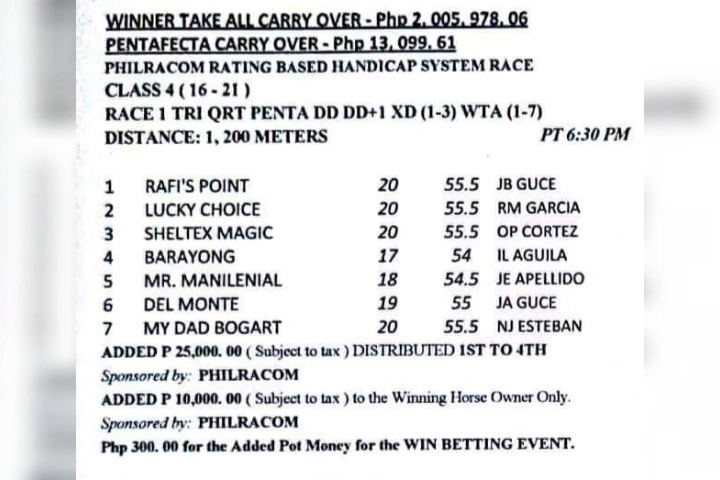 WINNER TAKE ALL CARRY OVER - Php 2, 005, 978. 06
PENTAFECTA CARRY OVER - Php 13, 099. 61
PHILRACOM RATING BASED HANDICAP SYSTEM RACE
CLASS 4 ( 16 - 21 )
RACE 1 TRI QRT PENTA DD DD+1 XD (1-3) WTA (1-7)
DISTANCE: 1, 200 METERS PT 6:30 PM
1 RAFI'S POINT 20 55.5 JB GUCE
2 LUCKY CHOICE 20 55.5 RM GARCIA
3 SHELTEX MAGIC 20 55.5 OP CORTEZ
4 BARAYONG 17 54 IL AGUILA
5 MR. MANILENIAL 18 54.5 JE APELLIDO
6 DEL MONTE 19 55 JA GUCE
7 MY DAD BOGART 20 55.5 NJ ESTEBAN
ADDED P 25,000. 00 ( Subject to tax ) DISTRIBUTED 1ST TO 4TH
Sponsored by: PHILRACOM
ADDED P 10,000. 00 ( Subject to tax ) to the Winning Horse Owner Only.
Sponsored by: PHILRACOM
Php 300. 00 for the Added Pot Money for the WIN BETTING EVENT.